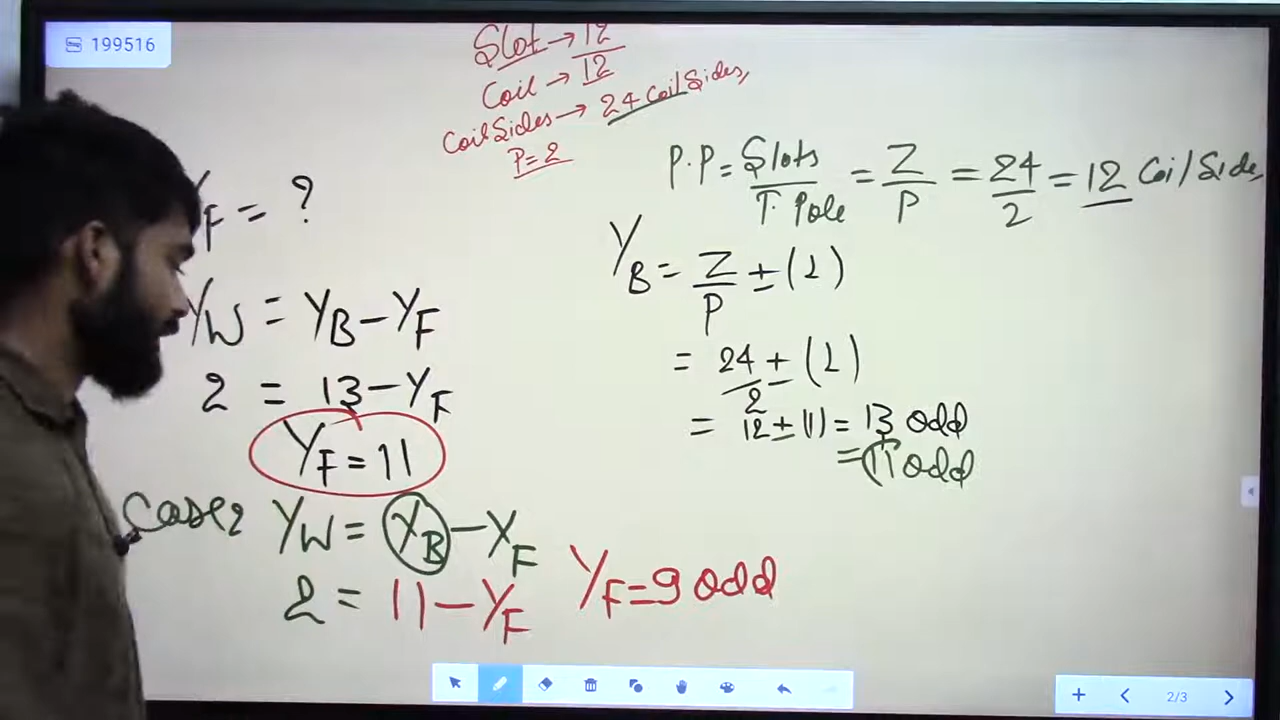 199516
Slot → 12
Coil → 12
Coil Sides → 24 Coil Sides,
P=2
P.P = Slots / T. Pole = Z / P = 24 / 2 = 12 Coil Side,
YF = ?
YB = Z / P ± (1)
YW = YB - YF
= 24 / 2 ± (1)
2 = 13 - YF
= 12 ± (1) = 13 odd
YF = 11
= 11 odd
Case2 YW = YB - YF
2 = 11 - YF YF = 9 odd
2/3